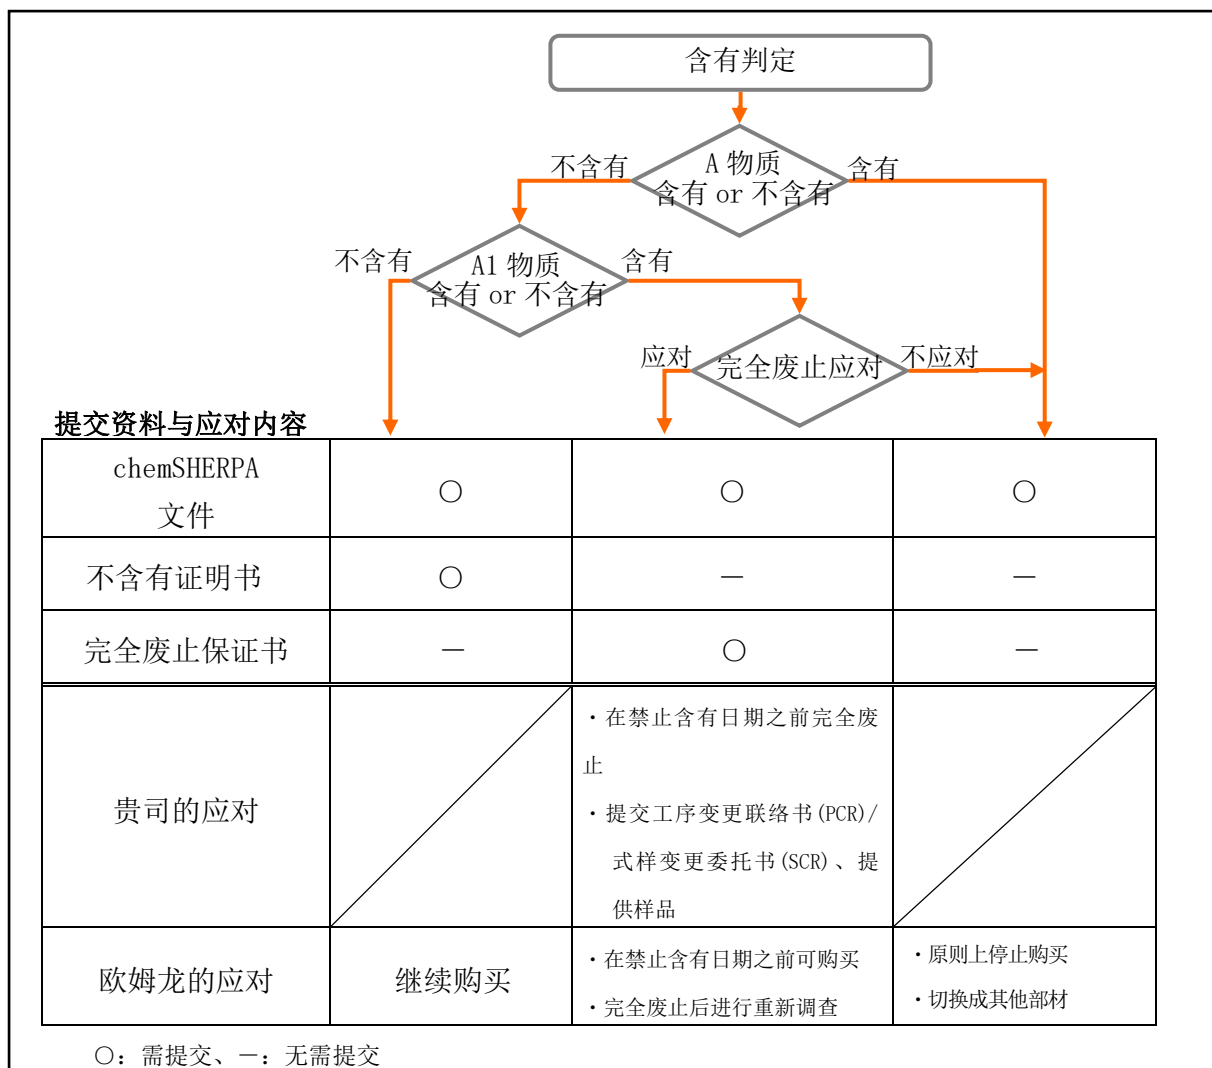 含有判定
不含有
A 物质
含有 or 不含有
含有
不含有
A1 物质
含有 or 不含有
含有
应对
完全废止应对
不应对
提交资料与应对内容
chemSHERPA
文件
○
○
○
不含有证明书
○
－
－
完全废止保证书
－
○
－
贵司的应对
・在禁止含有日期之前完全废
止
・提交工序变更联络书(PCR)/
式样变更委托书(SCR)、提
供样品
欧姆龙的应对
继续购买
・在禁止含有日期之前可购买
・完全废止后进行重新调查
・原则上停止购买
・切换成其他部材
○：需提交、－：无需提交